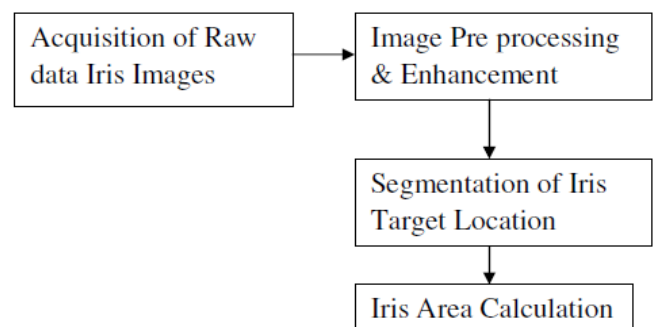 Acquisition of Raw
data Iris Images
Image Pre processing
& Enhancement
Segmentation of Iris
Target Location
Iris Area Calculation